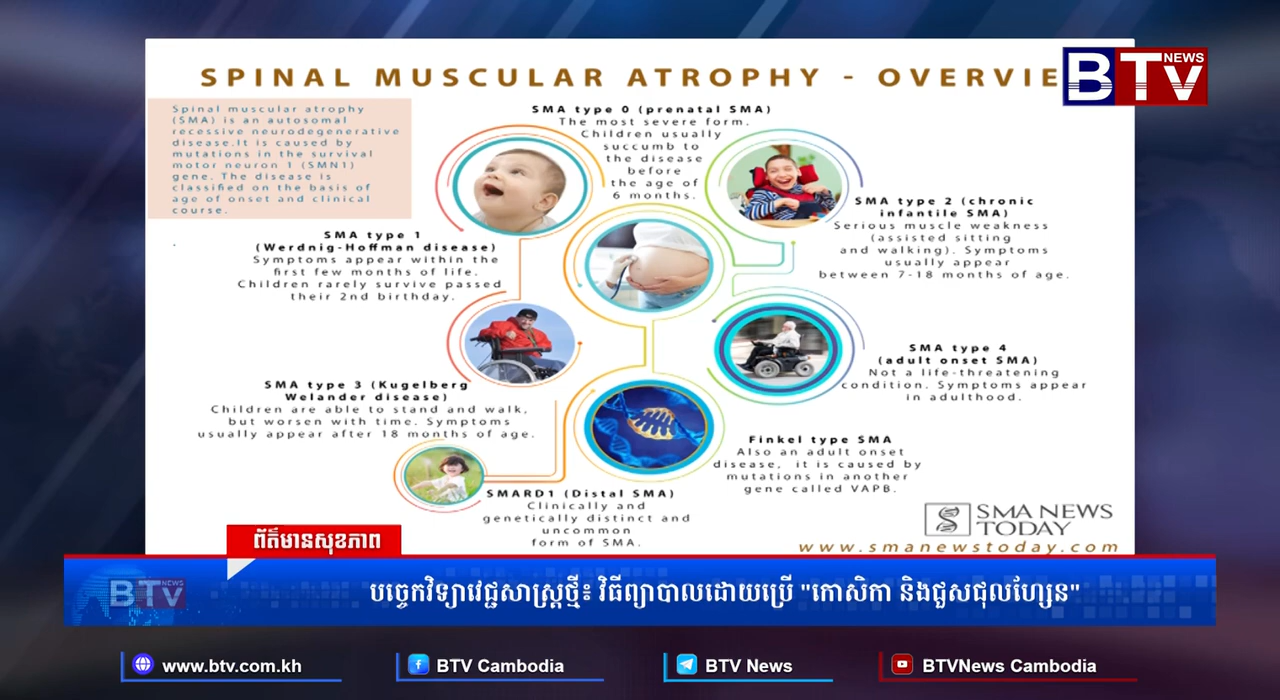 SPINAL MUSCULAR ATROPHY - OVERVIE
BTV NEWS
Spinal muscular atrophy
(SMA) is an autosomal
recessive neurodegenerative
disease.It is caused by
mutations in the survival
motor neuron 1 (SMN1)
gene. The disease is
classified on the basis of
age of onset and clinical
course.
SMA type 0 (prenatal SMA)
The most severe form.
Children usually
succumb to
the disease
before
the age of
6 months.
SMA type 1
(Werdnig-Hoffman disease)
Symptoms appear within the
first few months of life.
Children rarely survive passed
their 2nd birthday.
SMA type 2 (chronic
infantile SMA)
Serious muscle weakness
(assisted sitting
and walking). Symptoms
usually appear
between 7-18 months of age.
SMA type 3 (Kugelberg
Welander disease)
Children are able to stand and walk,
but worsen with time. Symptoms
usually appear after 18 months of age.
SMA type 4
(adult onset SMA)
Not a life-threatening
condition. Symptoms appear
in adulthood.
Finkel type SMA
Also an adult onset
disease, it is caused by
mutations in another
gene called VAPB.
SMARD1 (Distal SMA)
Clinically and
genetically distinct and
uncommon
form of SMA.
SMA NEWS
TODAY
www.smanewstoday.com
ព័ត៌មានសុខភាព
BTV NEWS
បច្ចេកវិទ្យាវេជ្ជសាស្ត្រថ្មី៖ វិធីព្យាបាលដោយប្រើ "កោសិកា និងជួសជុលហ្សែន"
www.btv.com.kh
BTV Cambodia
BTV News
BTVNews Cambodia